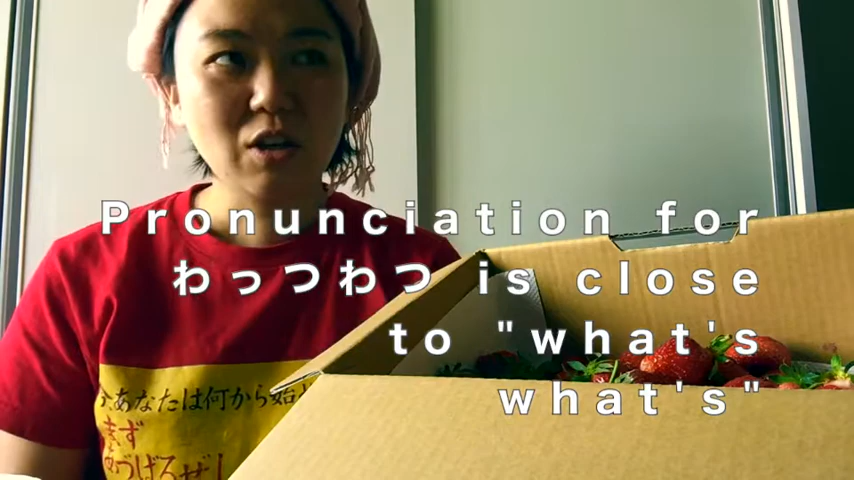 Pronunciation for
わっつわつ is close
to "what's
what's"
あなたは何から始
まず